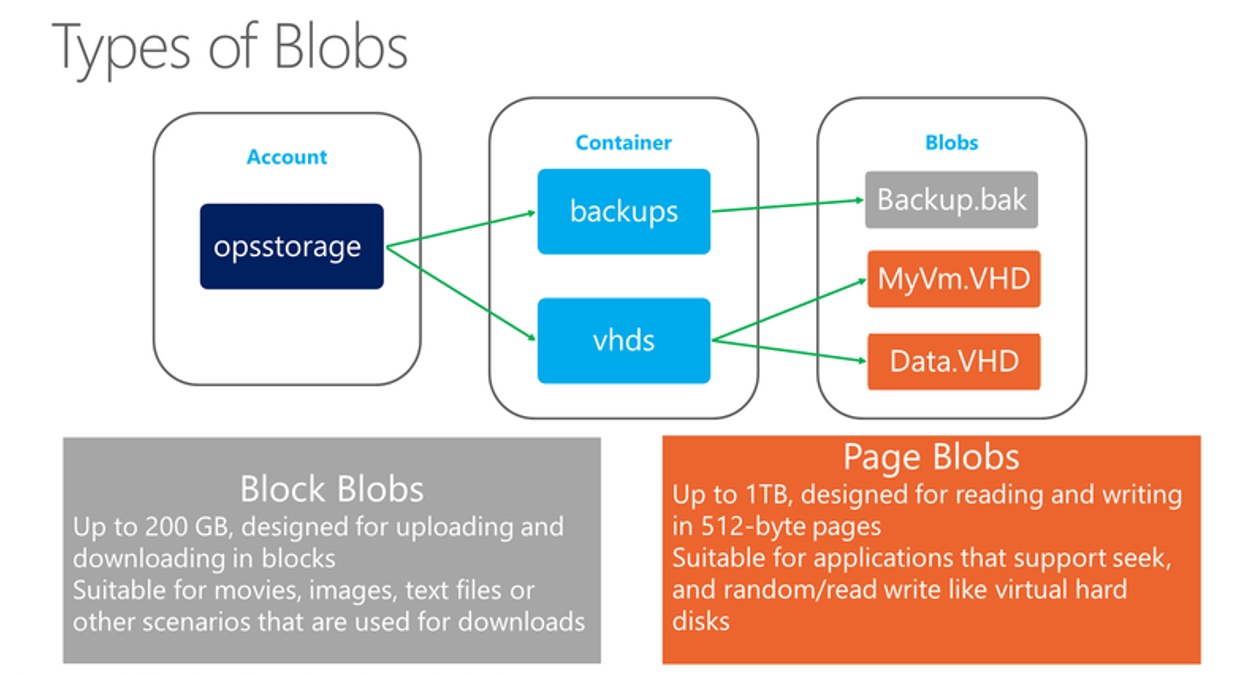 Types of Blobs
Account
opsstorage
Container
backups
vhds
Blobs
Backup.bak
MyVm.VHD
Data.VHD
Block Blobs
Up to 200 GB, designed for uploading and
downloading in blocks
Suitable for movies, images, text files or
other scenarios that are used for downloads
Page Blobs
Up to 1TB, designed for reading and writing
in 512-byte pages
Suitable for applications that support seek,
and random/read write like virtual hard
disks